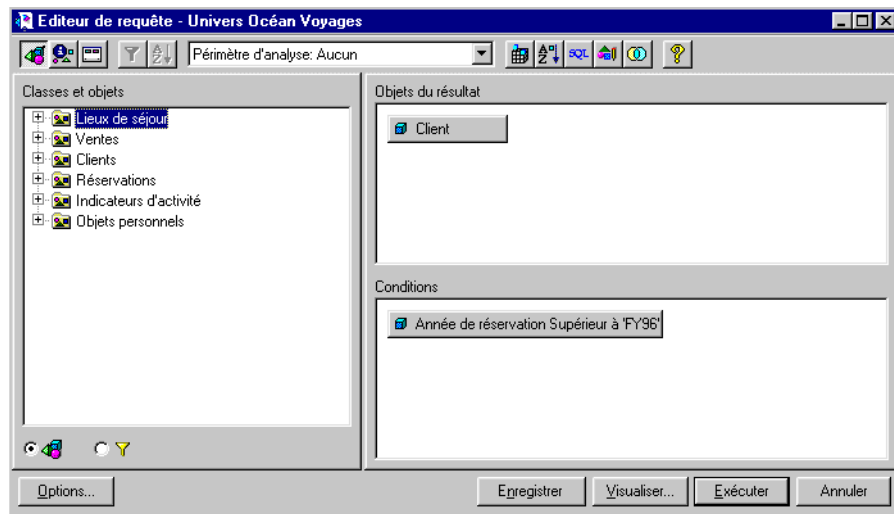 Editeur de requête - Univers Océan Voyages
Périmètre d'analyse: Aucun
SQL
?
Classes et objets
Lieux de séjour
Ventes
Clients
Réservations
Indicateurs d'activité
Objets personnels
Objets du résultat
Client
Conditions
Année de réservation Supérieur à 'FY96'
Options...
Enregistrer
Visualiser...
Exécuter
Annuler